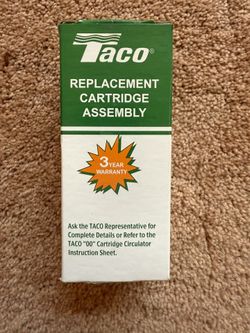 Taco®
REPLACEMENT
CARTRIDGE
ASSEMBLY
3
YEAR
WARRANTY
Ask the TACO Representative for
Complete Details or Refer to the
TACO "00" Cartridge Circulator
Instruction Sheet.